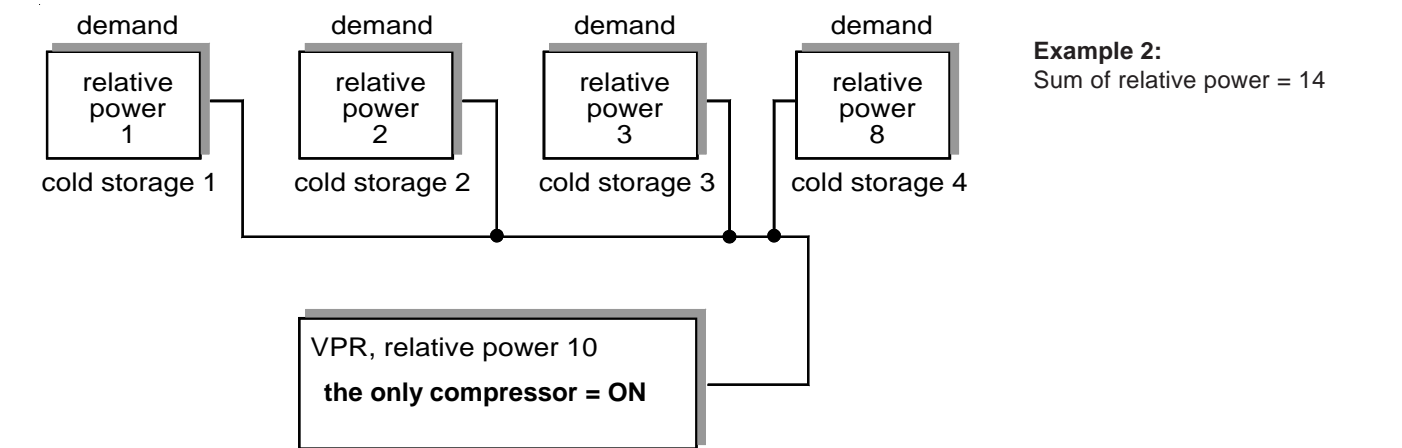 demand
demand
demand
demand
relative
power
1
relative
power
2
relative
power
3
relative
power
8
cold storage 1
cold storage 2
cold storage 3
cold storage 4
Example 2:
Sum of relative power = 14
VPR, relative power 10
the only compressor = ON